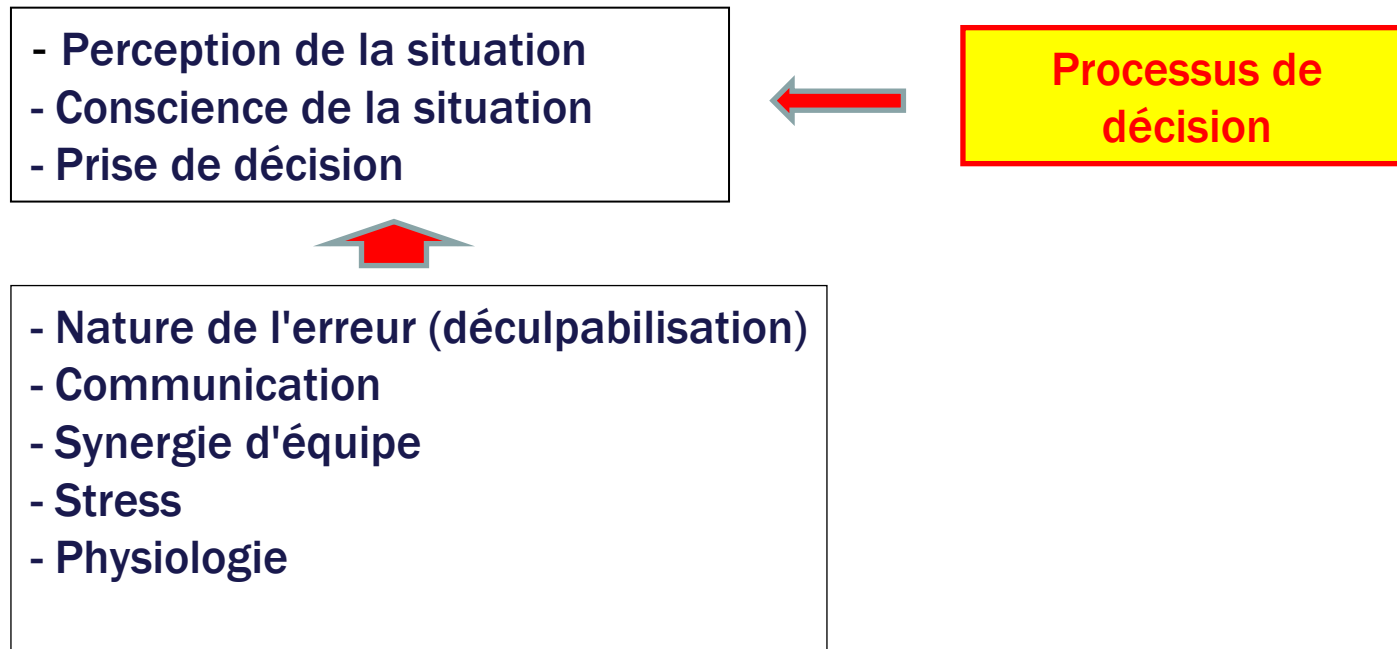 - Perception de la situation
- Conscience de la situation
- Prise de décision
Processus de
décision
- Nature de l'erreur (déculpabilisation)
- Communication
- Synergie d'équipe
- Stress
- Physiologie